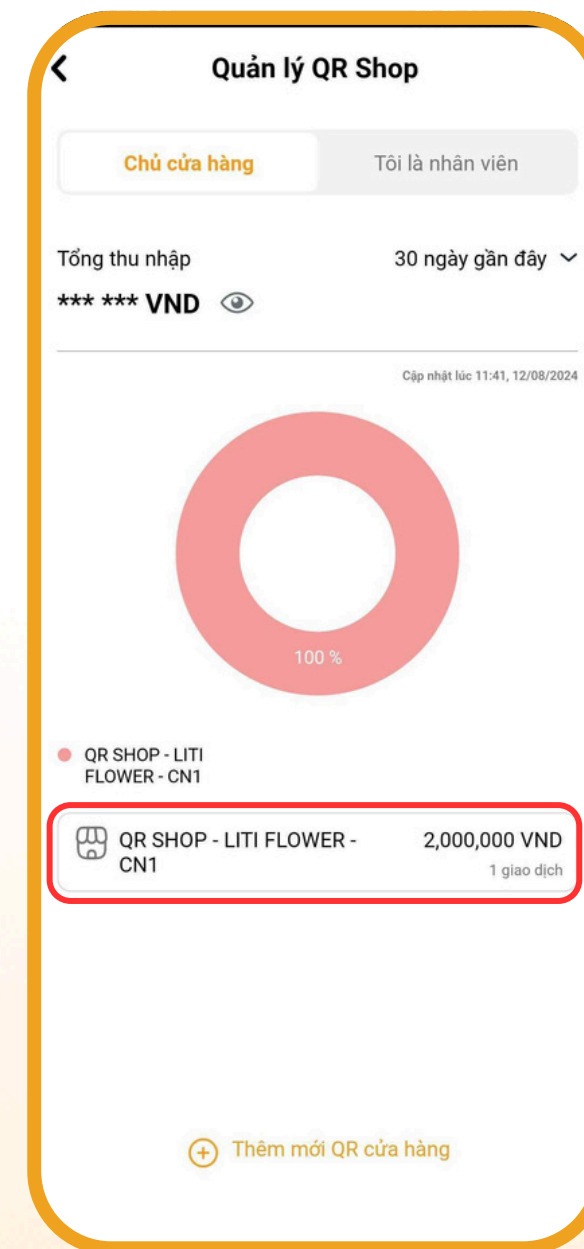 Quản lý QR Shop
Chủ cửa hàng
Tôi là nhân viên
Tổng thu nhập
30 ngày gần đây
*** *** VND
Cập nhật lúc 11:41, 12/08/2024
100 %
QR SHOP - LITI
FLOWER - CN1
QR SHOP - LITI FLOWER - 2,000,000 VND
CN1 1 giao dịch
Thêm mới QR cửa hàng